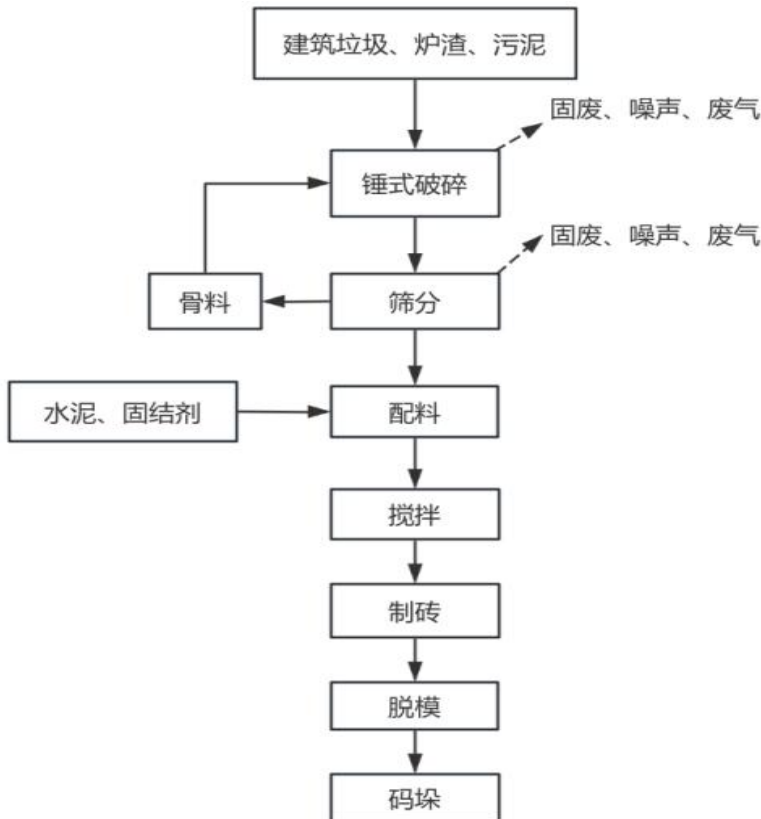 建筑垃圾、炉渣、污泥
固废、噪声、废气
锤式破碎
固废、噪声、废气
骨料
筛分
水泥、固结剂
配料
搅拌
制砖
脱模
码垛